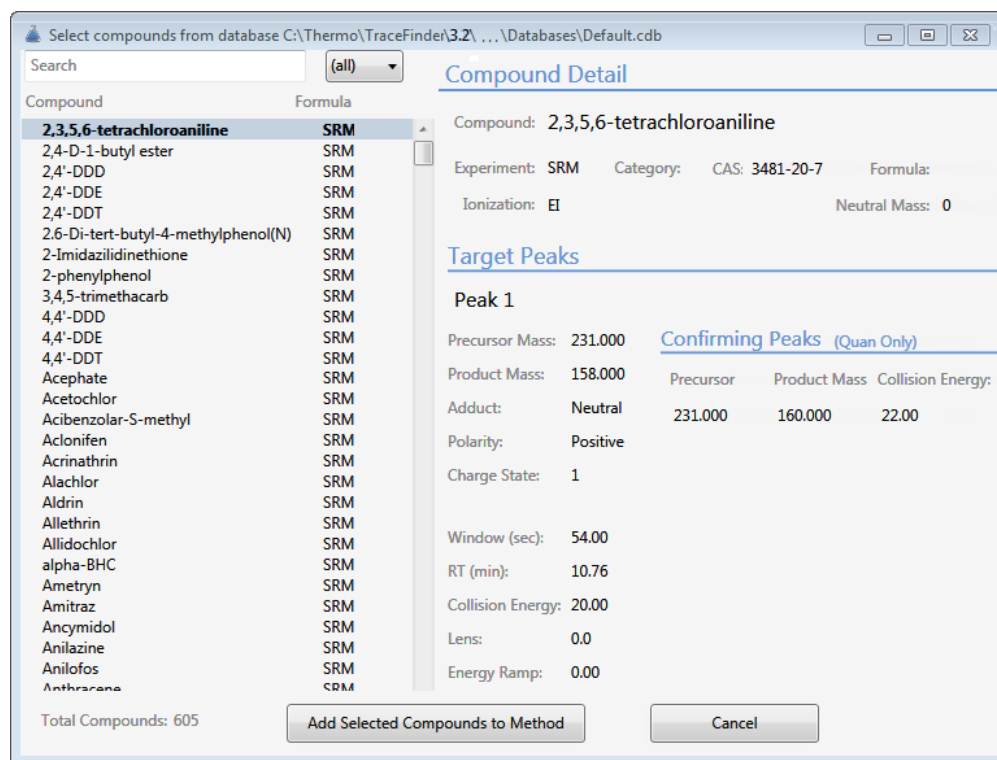 Select compounds from database C:\Thermo\TraceFinder\3.2\ ...\Databases\Default.cdb
Search (all)
Compound Formula
2,3,5,6-tetrachloroaniline SRM
2,4-D-1-butyl ester SRM
2,4'-DDD SRM
2,4'-DDE SRM
2,4'-DDT SRM
2.6-Di-tert-butyl-4-methylphenol(N) SRM
2-Imidazilidinethione SRM
2-phenylphenol SRM
3,4,5-trimethacarb SRM
4,4'-DDD SRM
4,4'-DDE SRM
4,4'-DDT SRM
Acephate SRM
Acetochlor SRM
Acibenzolar-S-methyl SRM
Aclonifen SRM
Acrinathrin SRM
Alachlor SRM
Aldrin SRM
Allethrin SRM
Allidochlor SRM
alpha-BHC SRM
Ametryn SRM
Amitraz SRM
Ancymidol SRM
Anilazine SRM
Anilofos SRM
Anthracene SRM
Total Compounds: 605
Compound Detail
Compound: 2,3,5,6-tetrachloroaniline
Experiment: SRM Category: CAS: 3481-20-7 Formula:
Ionization: EI Neutral Mass: 0
Target Peaks
Peak 1
Precursor Mass: 231.000
Product Mass: 158.000
Adduct: Neutral
Polarity: Positive
Charge State: 1
Window (sec): 54.00
RT (min): 10.76
Collision Energy: 20.00
Lens: 0.0
Energy Ramp: 0.00
Confirming Peaks (Quan Only)
Precursor Product Mass Collision Energy:
231.000 160.000 22.00
Add Selected Compounds to Method Cancel